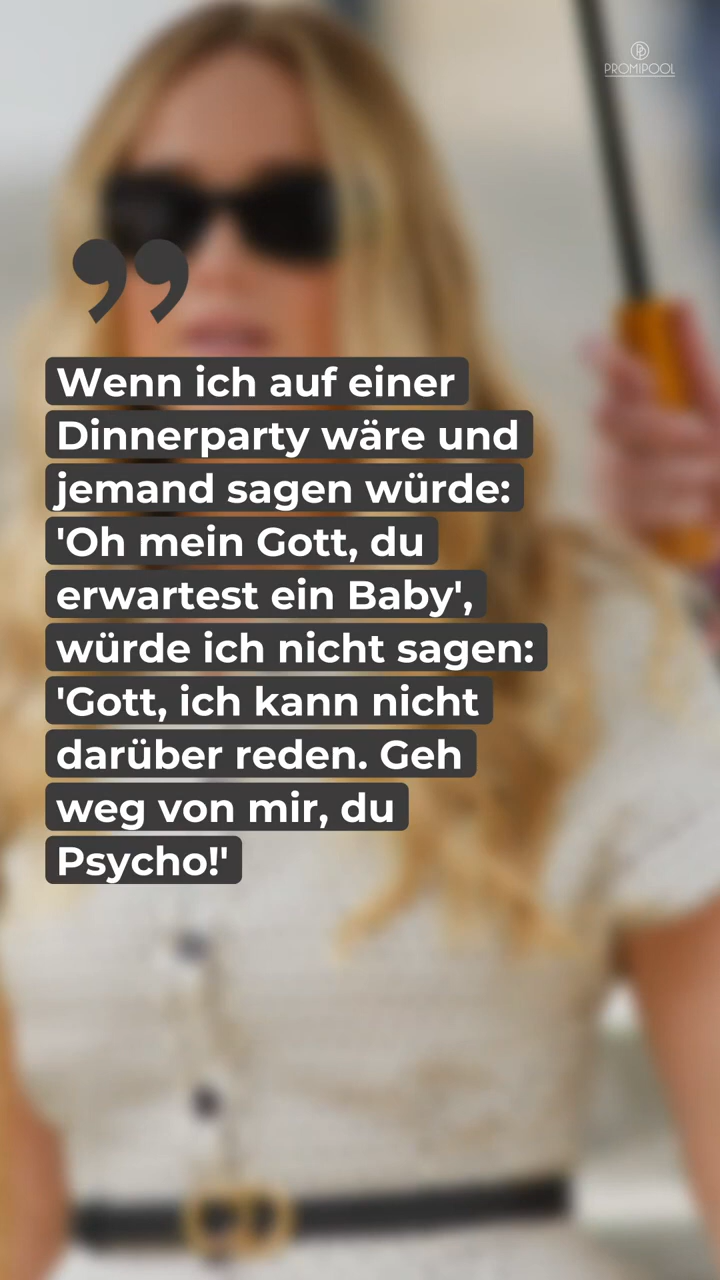 PROMIPOOL
”
Wenn ich auf einer
Dinnerparty wäre und
jemand sagen würde:
'Oh mein Gott, du
erwartest ein Baby',
würde ich nicht sagen:
'Gott, ich kann nicht
darüber reden. Geh
weg von mir, du
Psycho!'